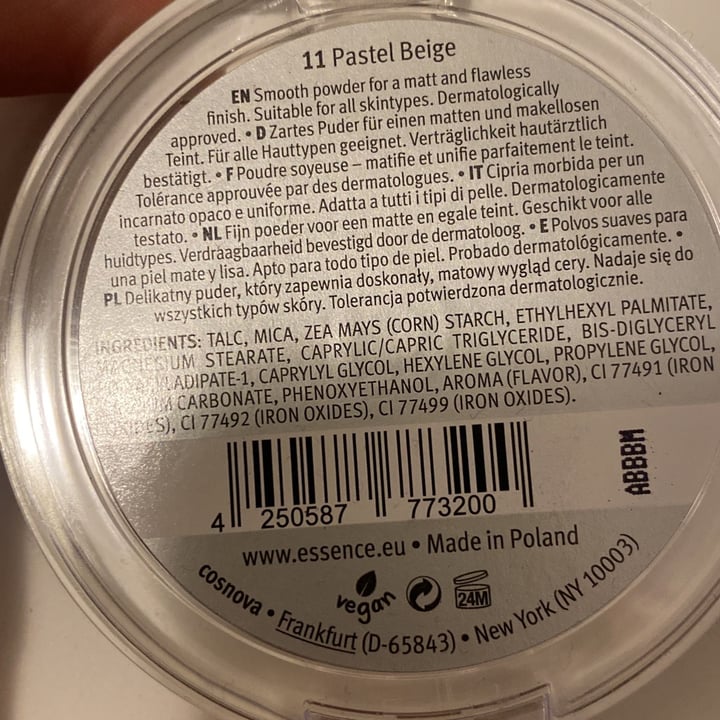 11 Pastel Beige
EN Smooth powder for a matt and flawless
finish. Suitable for all skintypes. Dermatologically
approved. • D Zartes Puder für einen matten und makellosen
Teint. Für alle Hauttypen geeignet. Verträglichkeit hautärztlich
bestätigt. • F Poudre soyeuse – matifie et unifie parfaitement le teint.
Tolérance approuvée par des dermatologues. • IT Cipria morbida per un
incarnato opaco e uniforme. Adatta a tutti i tipi di pelle. Dermatologicamente
testato. • NL Fijn poeder voor een matte en egale teint. Geschikt voor alle
huidtypes. Verdraagbaarheid bevestigd door de dermatoloog. • E Polvos suaves para
una piel mate y lisa. Apto para todo tipo de piel. Probado dermatológicamente. •
PL Delikatny puder, który zapewnia doskonały, matowy wygląd cery. Nadaje się do
wszystkich typów skóry. Tolerancja potwierdzona dermatologicznie.
INGREDIENTS: TALC, MICA, ZEA MAYS (CORN) STARCH, ETHYLHEXYL PALMITATE,
MAGNESIUM STEARATE, CAPRYLIC/CAPRIC TRIGLYCERIDE, BIS-DIGLYCERYL
CAPRYLYL GLYCOL, HEXYLENE GLYCOL, PROPYLENE GLYCOL,
CARBONATE, PHENOXYETHANOL, AROMA (FLAVOR), CI 77491 (IRON
CI 77492 (IRON OXIDES), CI 77499 (IRON OXIDES).
ABBBM
4 250587 773200
www.essence.eu • Made in Poland
vegan
24M
cosnova • Frankfurt (D-65843) • New York (NY 10003)